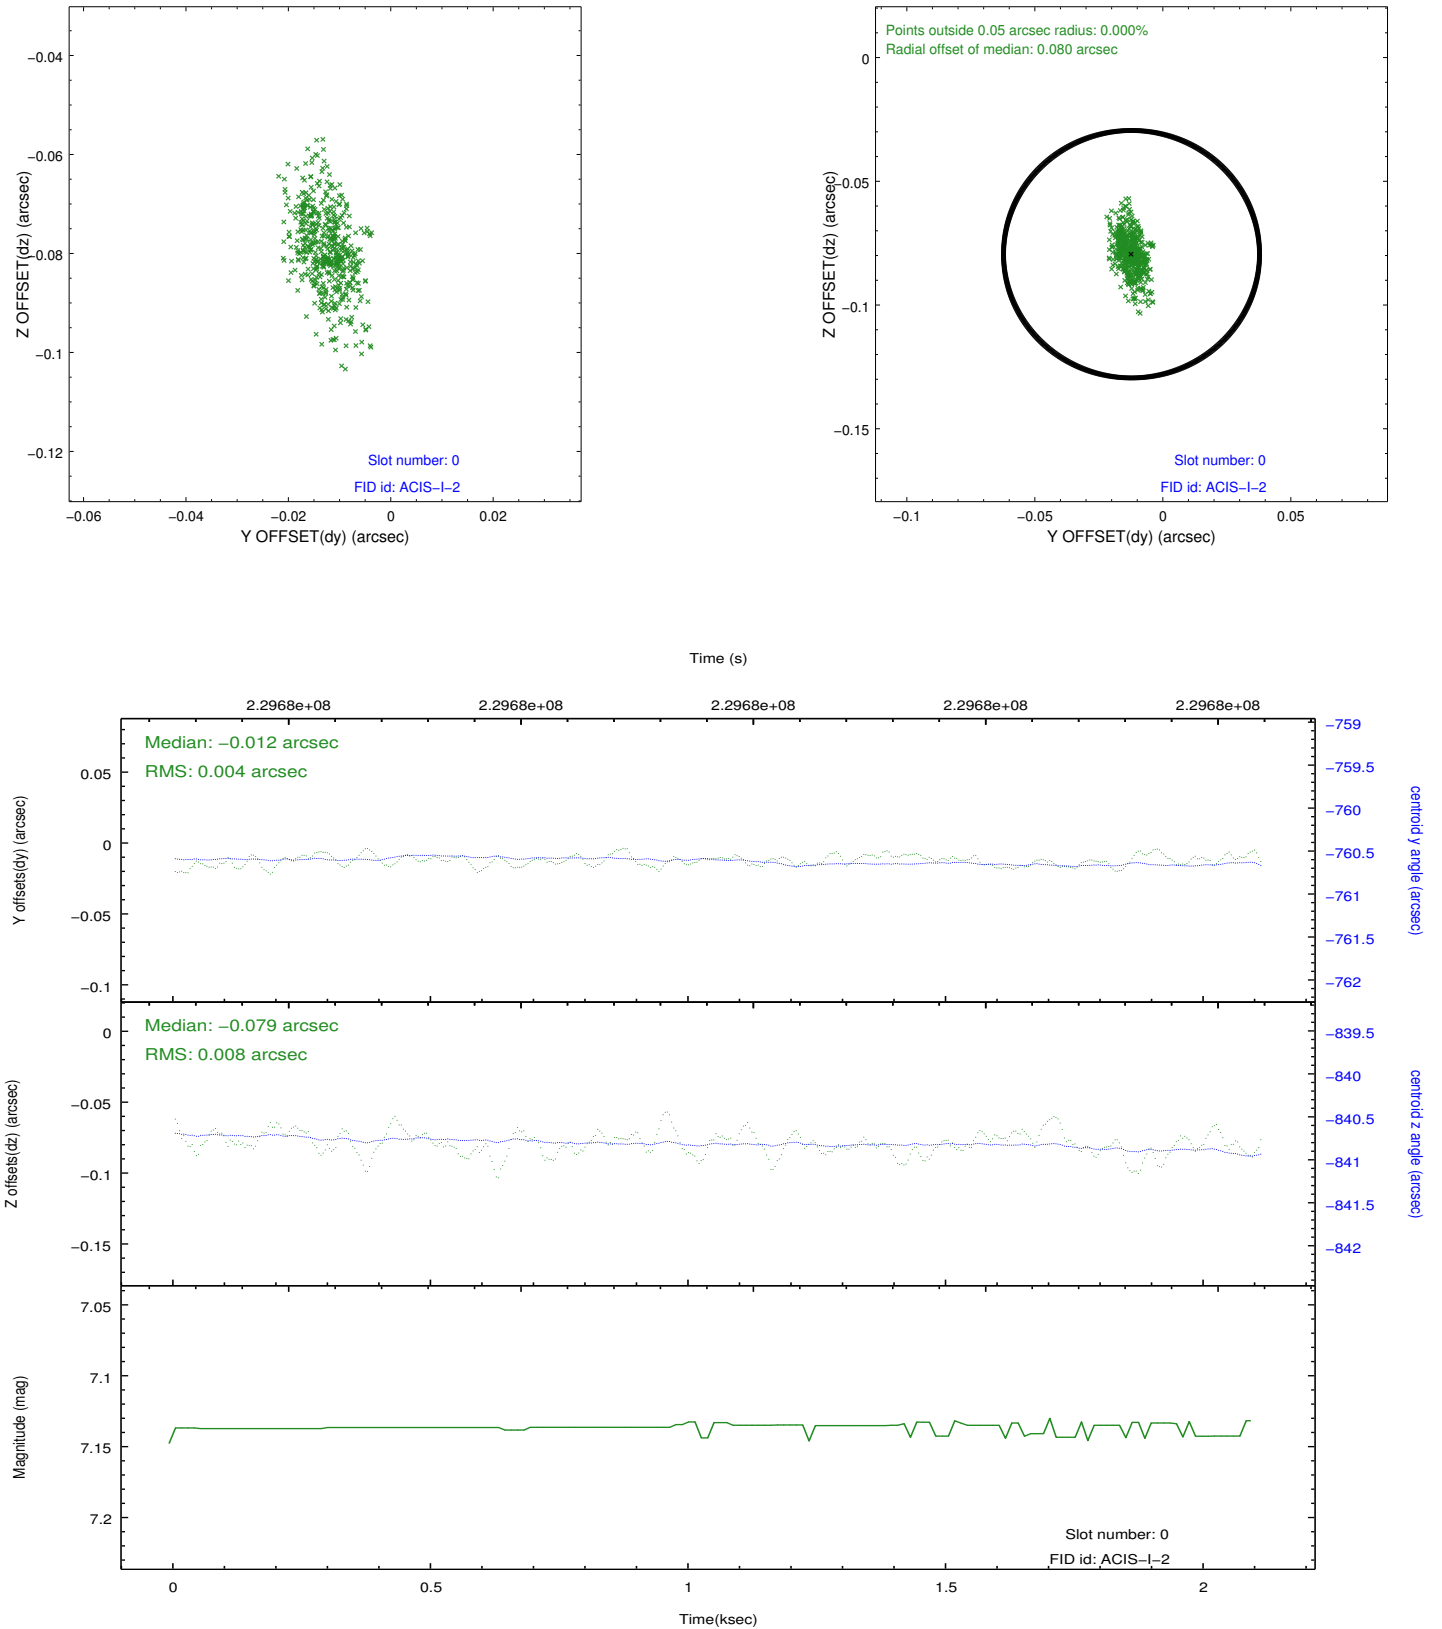 −0.04
−0.06
−0.08
−0.1
−0.12
Z OFFSET(dz) (arcsec)
Slot number: 0
FID id: ACIS−I−2
−0.06
−0.04
−0.02
0
0.02
Y OFFSET(dy) (arcsec)
Points outside 0.05 arcsec radius: 0.000%
Radial offset of median: 0.080 arcsec
0
−0.05
−0.1
−0.15
Z OFFSET(dz) (arcsec)
Slot number: 0
FID id: ACIS−I−2
−0.1
−0.05
0
0.05
Y OFFSET(dy) (arcsec)
Time (s)
2.2968e+08
2.2968e+08
2.2968e+08
2.2968e+08
2.2968e+08
Median: −0.012 arcsec
RMS: 0.004 arcsec
0.05
0
−0.05
−0.1
Y offsets(dy) (arcsec)
−759
−759.5
−760
−760.5
−761
−761.5
−762
centroid y angle (arcsec)
Median: −0.079 arcsec
RMS: 0.008 arcsec
0
−0.05
−0.1
−0.15
Z offsets(dz) (arcsec)
−839.5
−840
−840.5
−841
−841.5
−842
centroid z angle (arcsec)
7.05
7.1
7.15
7.2
Magnitude (mag)
Slot number: 0
FID id: ACIS−I−2
0
0.5
1
1.5
2
Time(ksec)